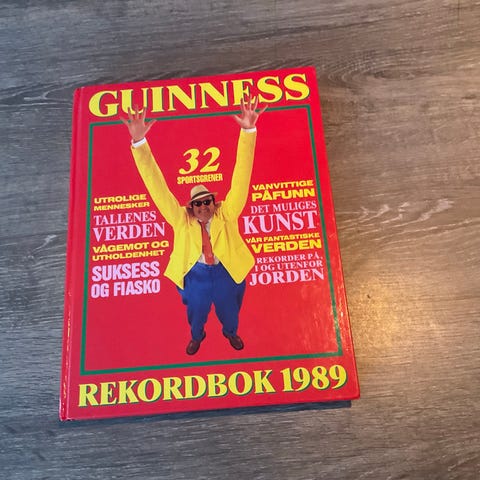 GUINNESS
32
SPORTSGRENER
UTROLIGE
MENNESKER
TALLENES
VERDEN
VÅGEMOT OG
UTHOLDENHET
SUKSESS
OG FIASKO
VANVITTIGE
PÅFUNN
DET MULIGES
KUNST
VÅR FANTASTISKE
VERDEN
REKORDER PÅ,
I OG UTENFOR
JORDEN
REKORDBOK 1989